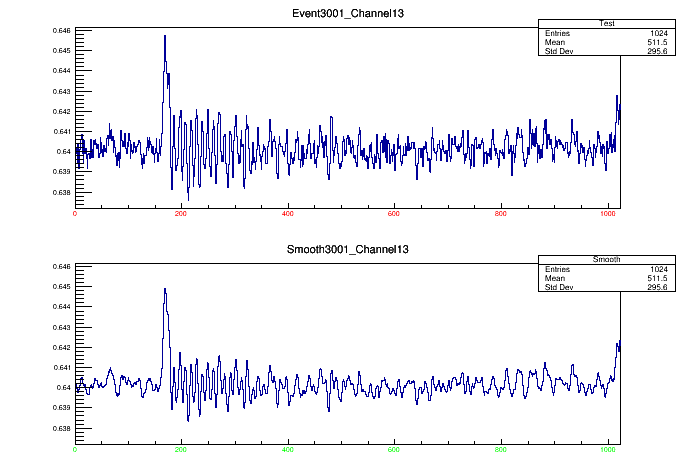 Event3001_Channel13
Test
Entries 1024
Mean 511.5
Std Dev 295.6
0.646
0.645
0.644
0.643
0.642
0.641
0.64
0.639
0.638
0 200 400 600 800 1000
Smooth3001_Channel13
Smooth
Entries 1024
Mean 511.5
Std Dev 295.6
0.646
0.645
0.644
0.643
0.642
0.641
0.64
0.639
0.638
0 200 400 600 800 1000